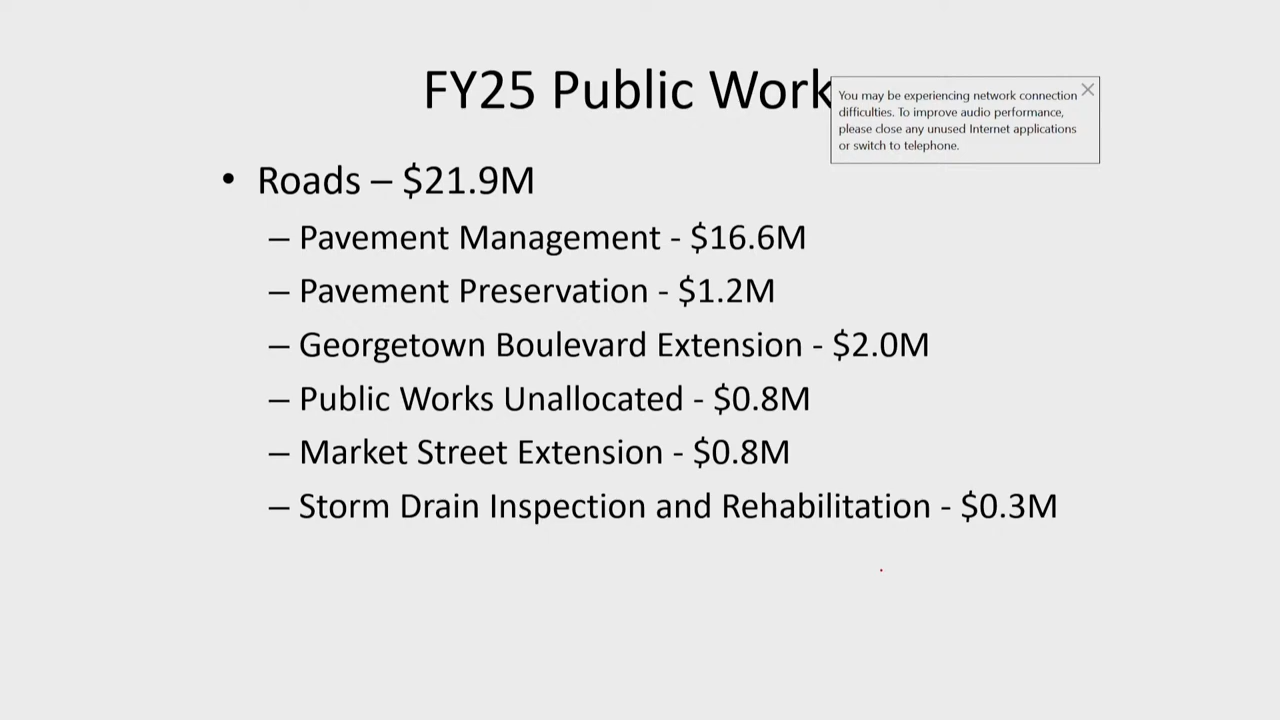 FY25 Public Work
You may be experiencing network connection
difficulties. To improve audio performance,
please close any unused Internet applications
or switch to telephone.
• Roads – $21.9M
– Pavement Management - $16.6M
– Pavement Preservation - $1.2M
– Georgetown Boulevard Extension - $2.0M
– Public Works Unallocated - $0.8M
– Market Street Extension - $0.8M
– Storm Drain Inspection and Rehabilitation - $0.3M